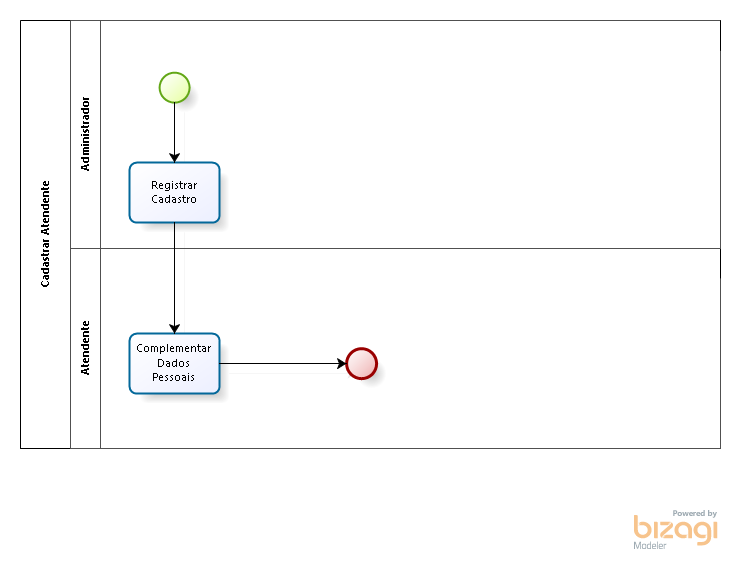 Cadastrar Atendente
Administrador
Registrar
Cadastro
Atendente
Complementar
Dados
Pessoais
Powered by
bizagi
Modeler